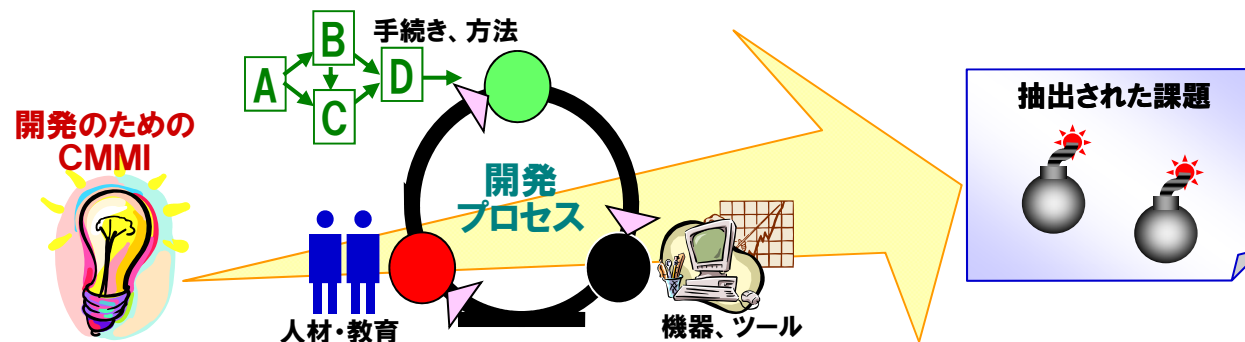 開発のための
CMMI
A
B
C
D
手続き、方法
開発
プロセス
人材・教育
機器、ツール
抽出された課題